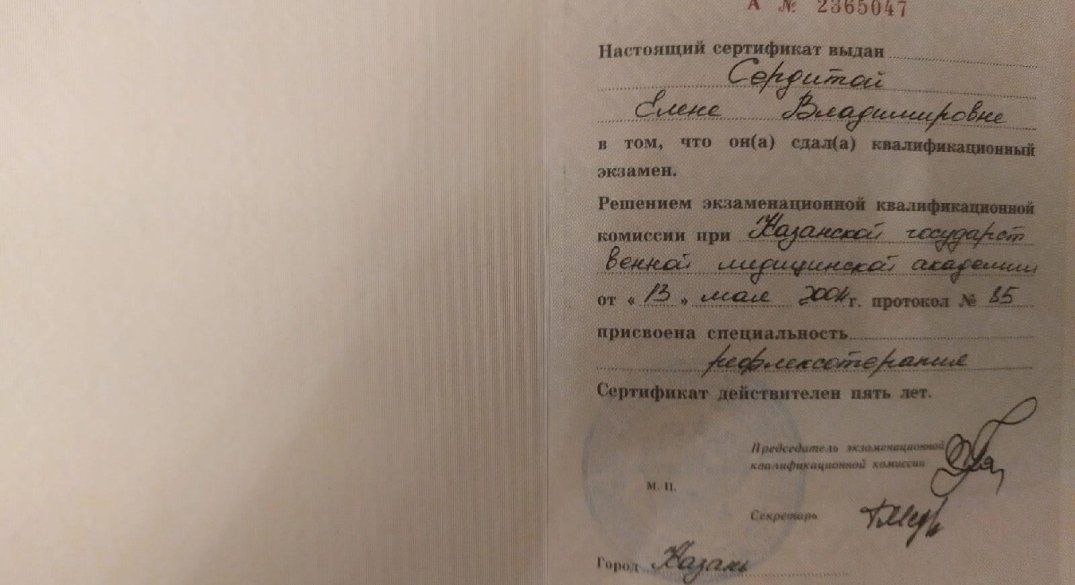 А № 2365047
Настоящий сертификат выдан
Сердитой
Елене Владимировне
в том, что он(а) сдал(а) квалификационный
экзамен.
Решением экзаменационной квалификационной
комиссии при Казанской государст
венной медицинской академии
от « 13 » мая 2004г. протокол № 85
присвоена специальность
рефлексотерапия
Сертификат действителен пять лет.
Председатель экзаменационной
квалификационной комиссии
М. П.
Секретарь
Город Казань